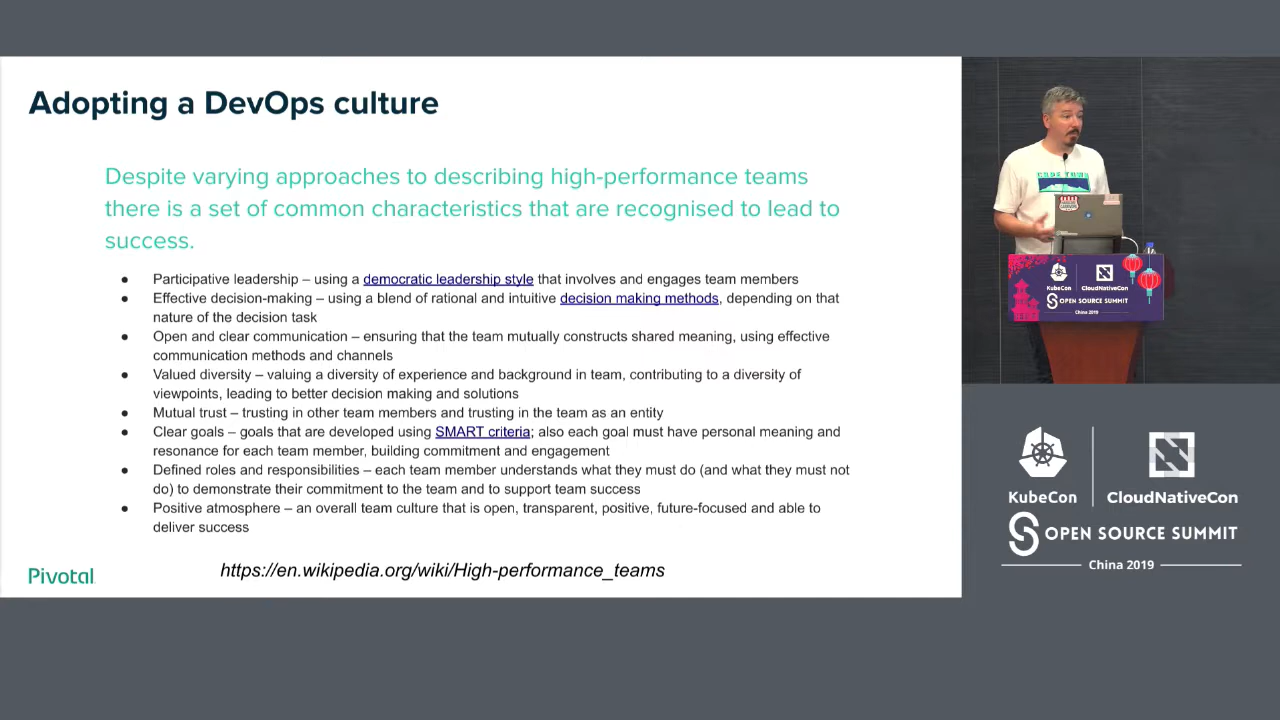 Adopting a DevOps culture
Despite varying approaches to describing high-performance teams
there is a set of common characteristics that are recognised to lead to
success.
● Participative leadership – using a democratic leadership style that involves and engages team members
● Effective decision-making – using a blend of rational and intuitive decision making methods, depending on that
nature of the decision task
● Open and clear communication – ensuring that the team mutually constructs shared meaning, using effective
communication methods and channels
● Valued diversity – valuing a diversity of experience and background in team, contributing to a diversity of
viewpoints, leading to better decision making and solutions
● Mutual trust – trusting in other team members and trusting in the team as an entity
● Clear goals – goals that are developed using SMART criteria; also each goal must have personal meaning and
resonance for each team member, building commitment and engagement
● Defined roles and responsibilities – each team member understands what they must do (and what they must not
do) to demonstrate their commitment to the team and to support team success
● Positive atmosphere – an overall team culture that is open, transparent, positive, future-focused and able to
deliver success
Pivotal
https://en.wikipedia.org/wiki/High-performance_teams
CAPE TOWN
KubeCon CloudNativeCon
OPEN SOURCE SUMMIT
China 2019
KubeCon CloudNativeCon
OPEN SOURCE SUMMIT
China 2019